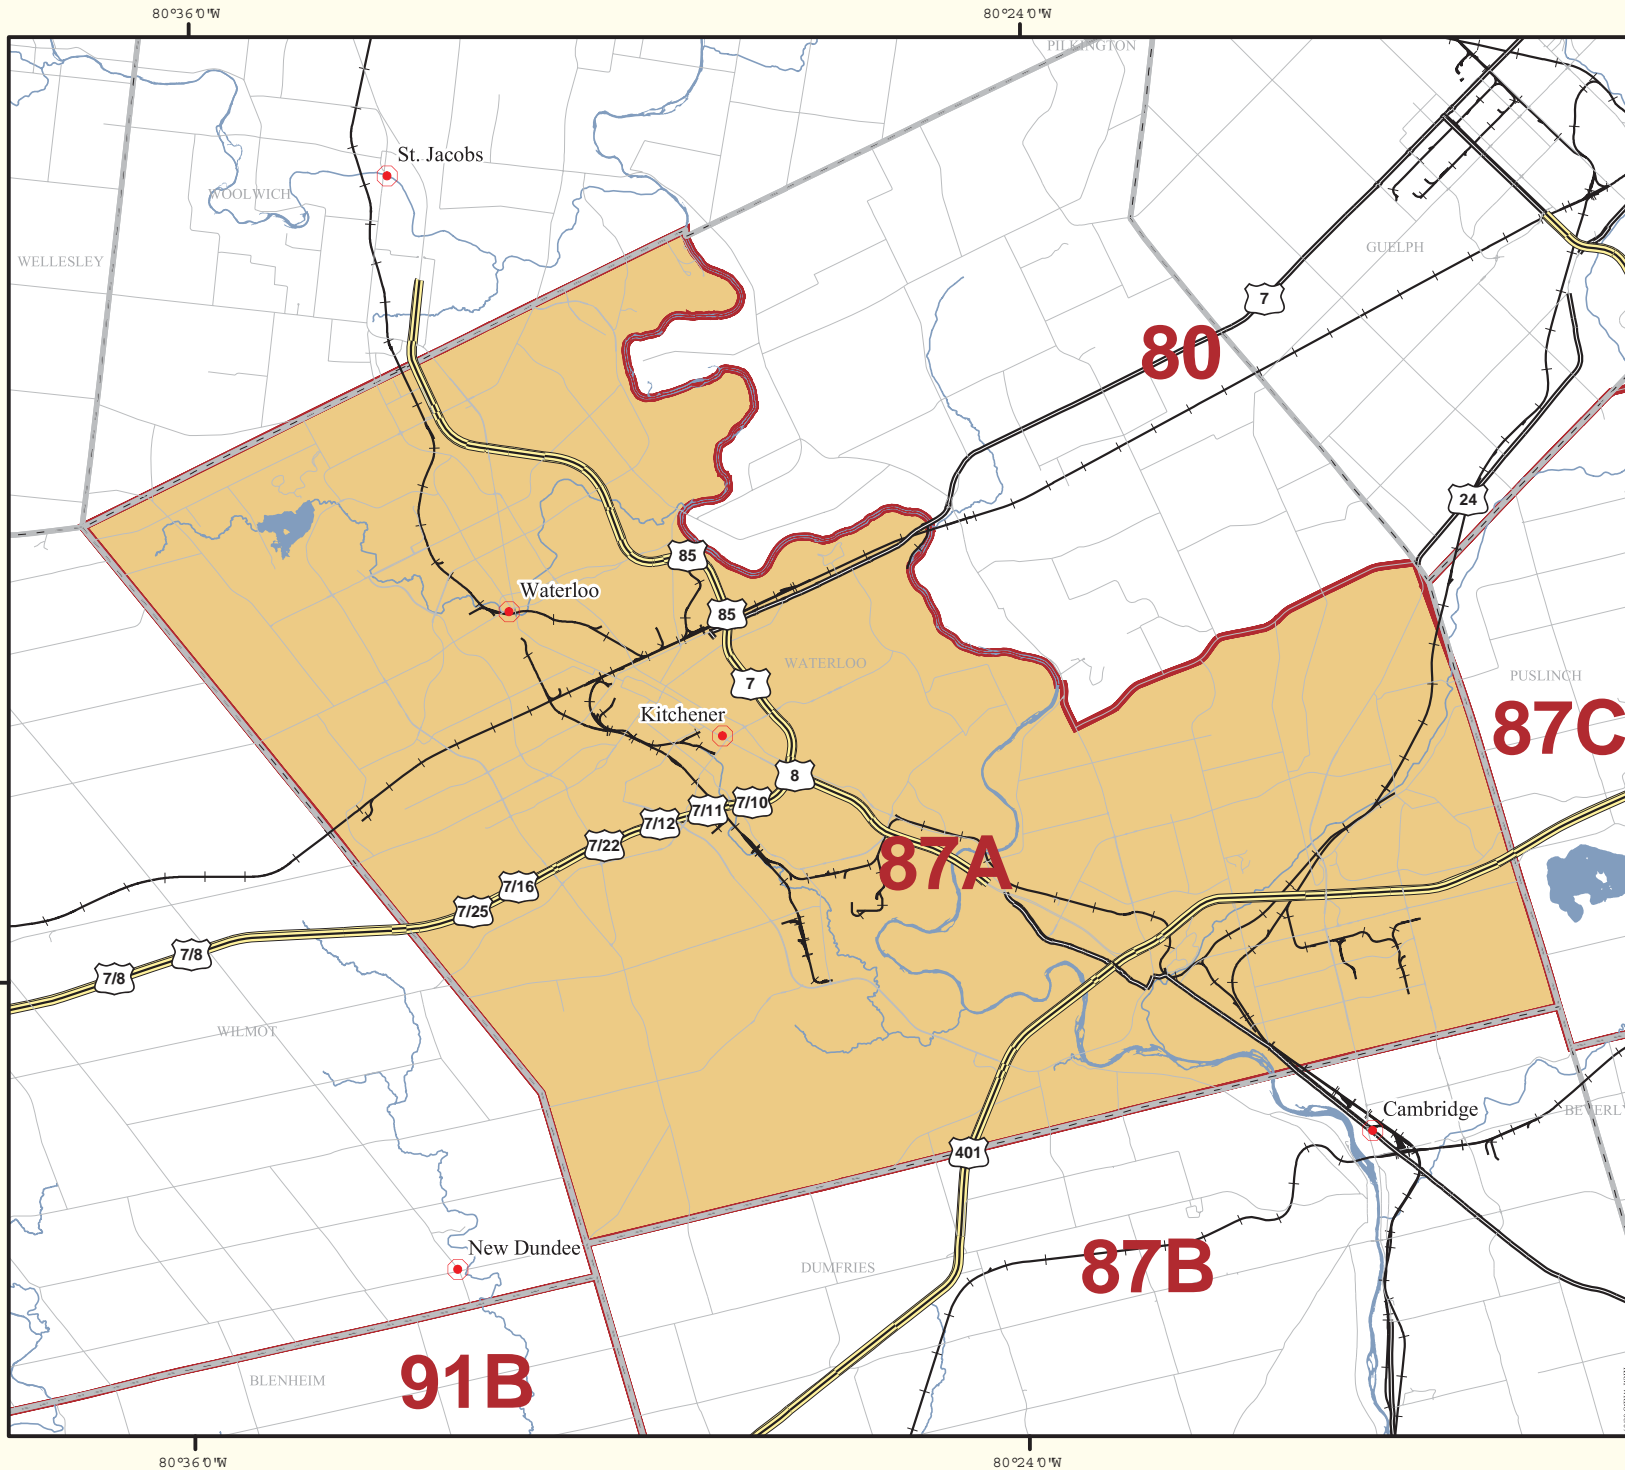 80°36'0"W
80°24'0"W
PILKINGTON
St. Jacobs
WOOLWICH
WELLESLEY
GUELPH
7
80
24
85
Waterloo
85
WATERLOO
PUSLINCH
7
Kitchener
87C
8
7/10
7/11
7/12
7/22
87A
7/16
7/25
7/8
7/8
WILMOT
Cambridge
BEVERLY
401
New Dundee
DUMFRIES
87B
BLENHEIM
91B
80°36'0"W
80°24'0"W